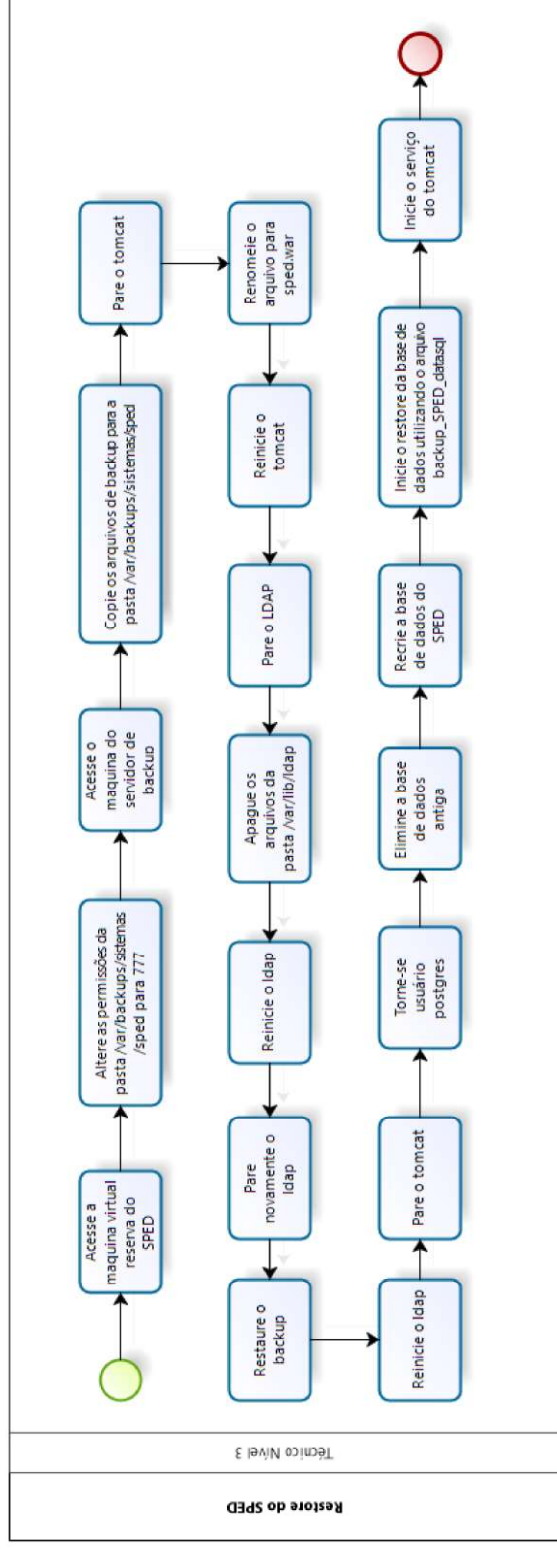 Restore do SPED
Técnico Nível 3
Acesse a
maquina virtual
reserva do
SPED
Altere as permissões da
pasta /var/backups/sistemas
/sped para 777
Acesse o
maquina do
servidor de
backup
Copie os arquivos de backup para a
pasta /var/backups/sistemas/sped
Pare o tomcat
Renomeie o
arquivo para
sped.war
Reinicie o
tomcat
Pare o LDAP
Apague os
arquivos da
pasta /var/lib/ldap
Reinicie o ldap
Pare
novamente o
ldap
Restaure o
backup
Reinicie o ldap
Pare o tomcat
Torne-se
usuário
postgres
Elimine a base
de dados
antiga
Recrie a base
de dados do
SPED
Inicie o restore da base de
dados utilizando o arquivo
backup_SPED_datasql
Inicie o serviço
do tomcat